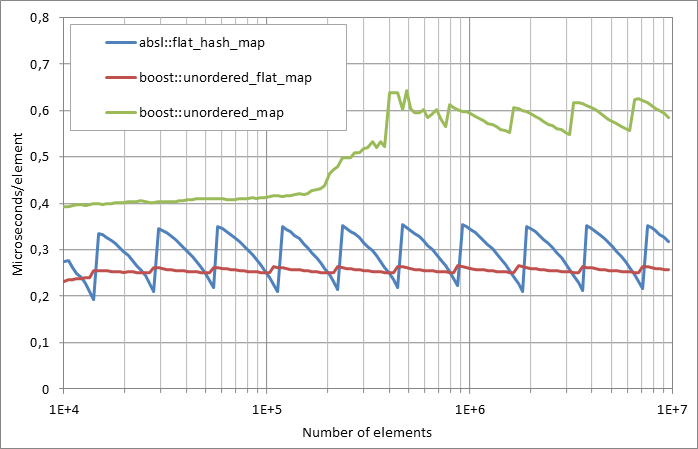 0,8
0,7
0,6
0,5
0,4
0,3
0,2
0,1
0
Microseconds/element
absl::flat_hash_map
boost::unordered_flat_map
boost::unordered_map
1E+4 1E+5 1E+6 1E+7
Number of elements